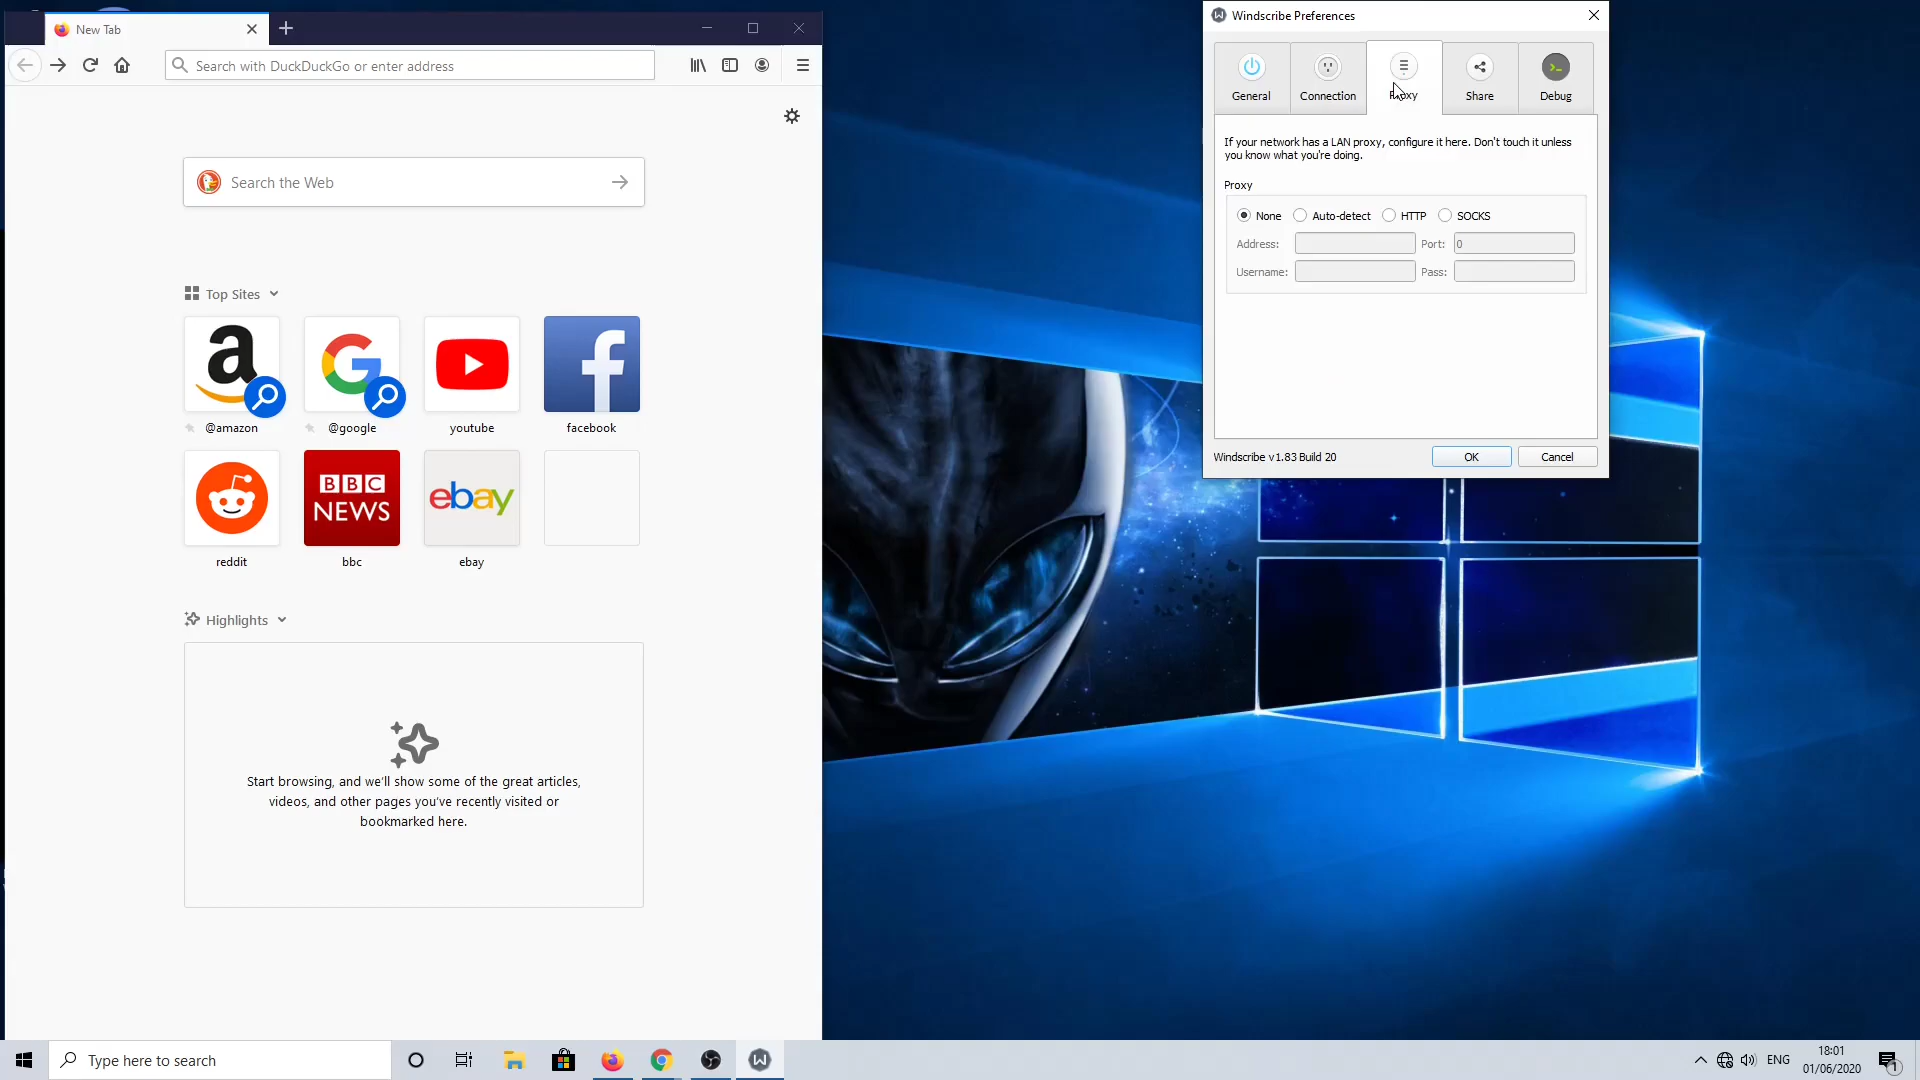 New Tab
Search with DuckDuckGo or enter address
Search the Web
Top Sites
a
@amazon
G
@google
youtube
f
facebook
reddit
BBC
NEWS
bbc
ebay
ebay
Highlights
Start browsing, and we'll show some of the great articles,
videos, and other pages you've recently visited or
bookmarked here.
Windscribe Preferences
General
Connection
Proxy
Share
Debug
If your network has a LAN proxy, configure it here. Don't touch it unless
you know what you're doing.
Proxy
None
Auto-detect
HTTP
SOCKS
Address:
Port:
0
Username:
Pass:
Windscribe v1.83 Build 20
OK
Cancel
Type here to search
ENG
18:01
01/06/2020
1